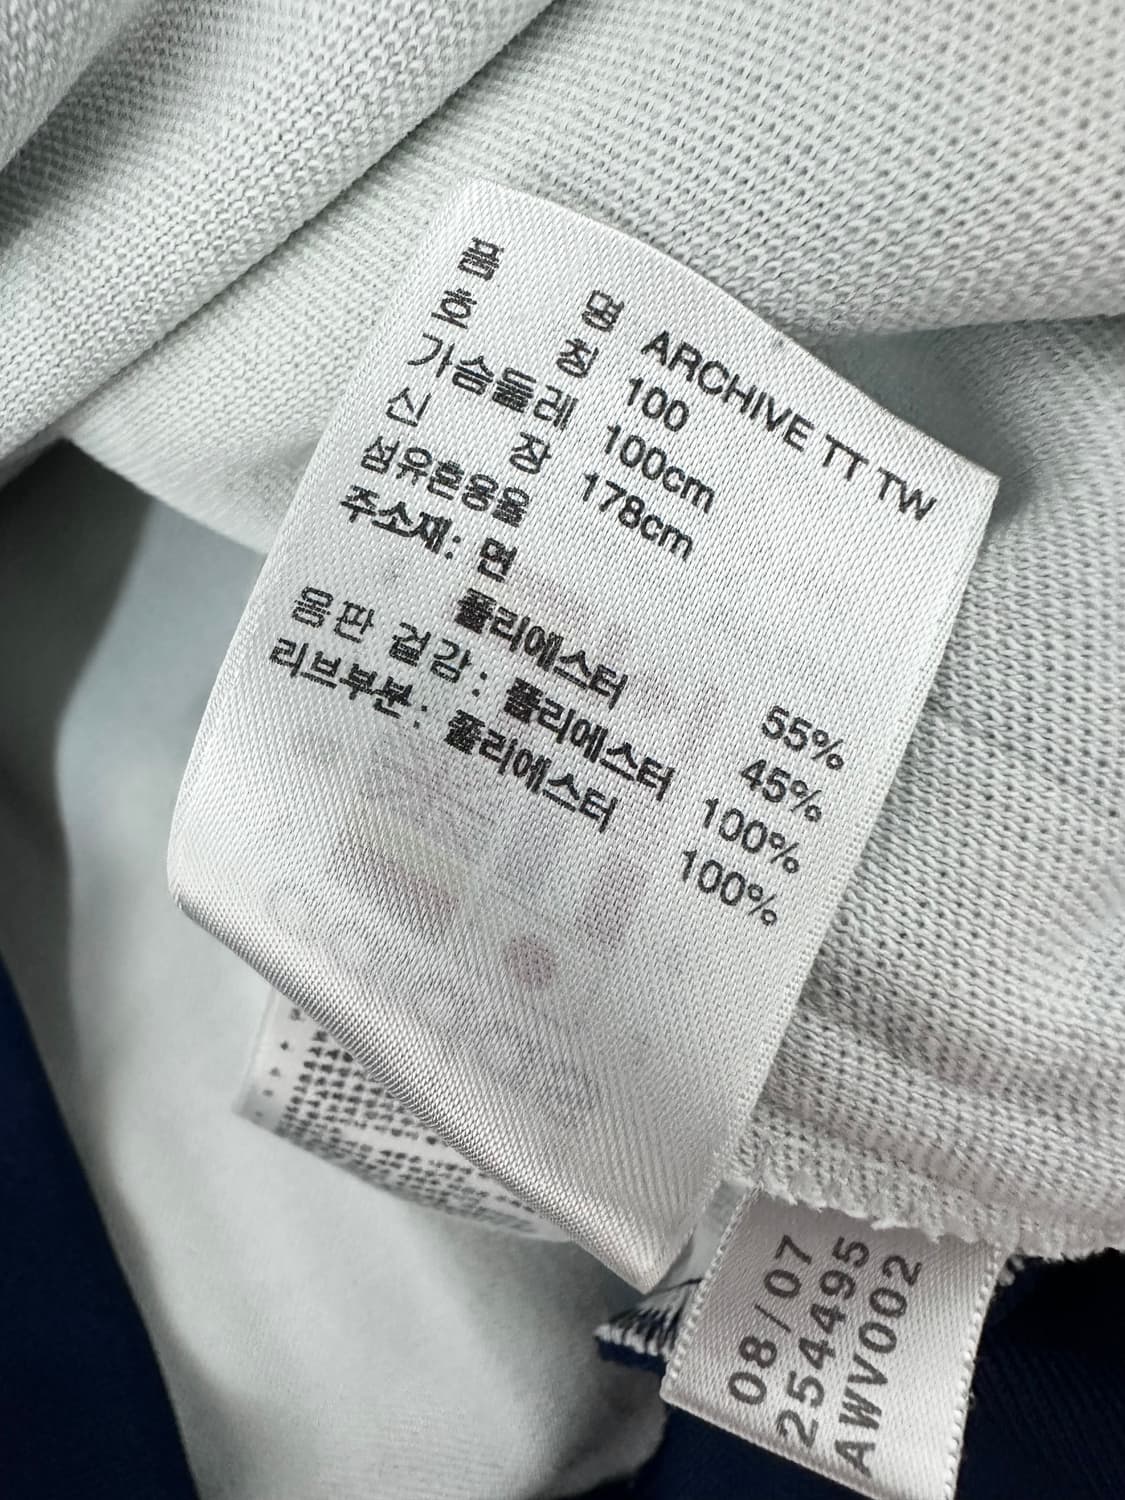 품 명 ARCHIVE TT TW
호 칭 100
가슴둘레 100cm
신 장 178cm
섬유혼용율
주소재: 면 55%
폴리에스터 45%
몸판 겉감: 폴리에스터 100%
리브부분: 폴리에스터 100%
08/07
254495
AWV002